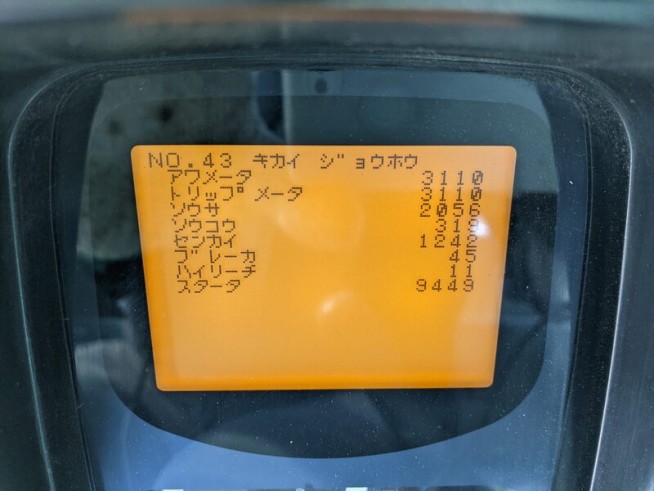 NO.43 キカイ ジョウホウ
アワメータ 3110
トリップ メータ 3110
ソウサ 2056
ソウコウ 319
センカイ 1242
ブレーカ 45
ハイリーチ 11
スタータ 9449